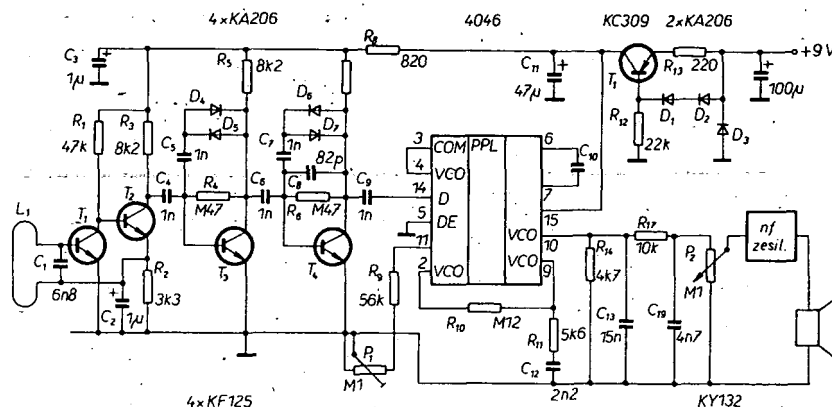 4×KA206
4046
KC309 2×KA206
C3
1µ
R5
8k2
R8
820
C11
47µ
T1
R13
220
+9V
100µ
D4
D5
D6
D7
R1
47k
R3
8k2
C5
1n
C7
1n
82p
C8
R12
22k
D1
D2
D3
3
COM
PPL
6
C10
4
VCO
7
14
D
15
5
DE
VCO
10
11
2
VCO
VCO
9
T2
C4
1n
R4
M47
C6
1n
R6
M47
C9
1n
L1
T1
C1
6n8
C2
1µ
R2
3k3
T3
T4
R9
56k
P1
M1
R10
M12
R11
5k6
C12
2n2
R14
4k7
R17
10k
C13
15n
C19
4n7
P2
M1
nf
zesil.
4×KF125
KY132